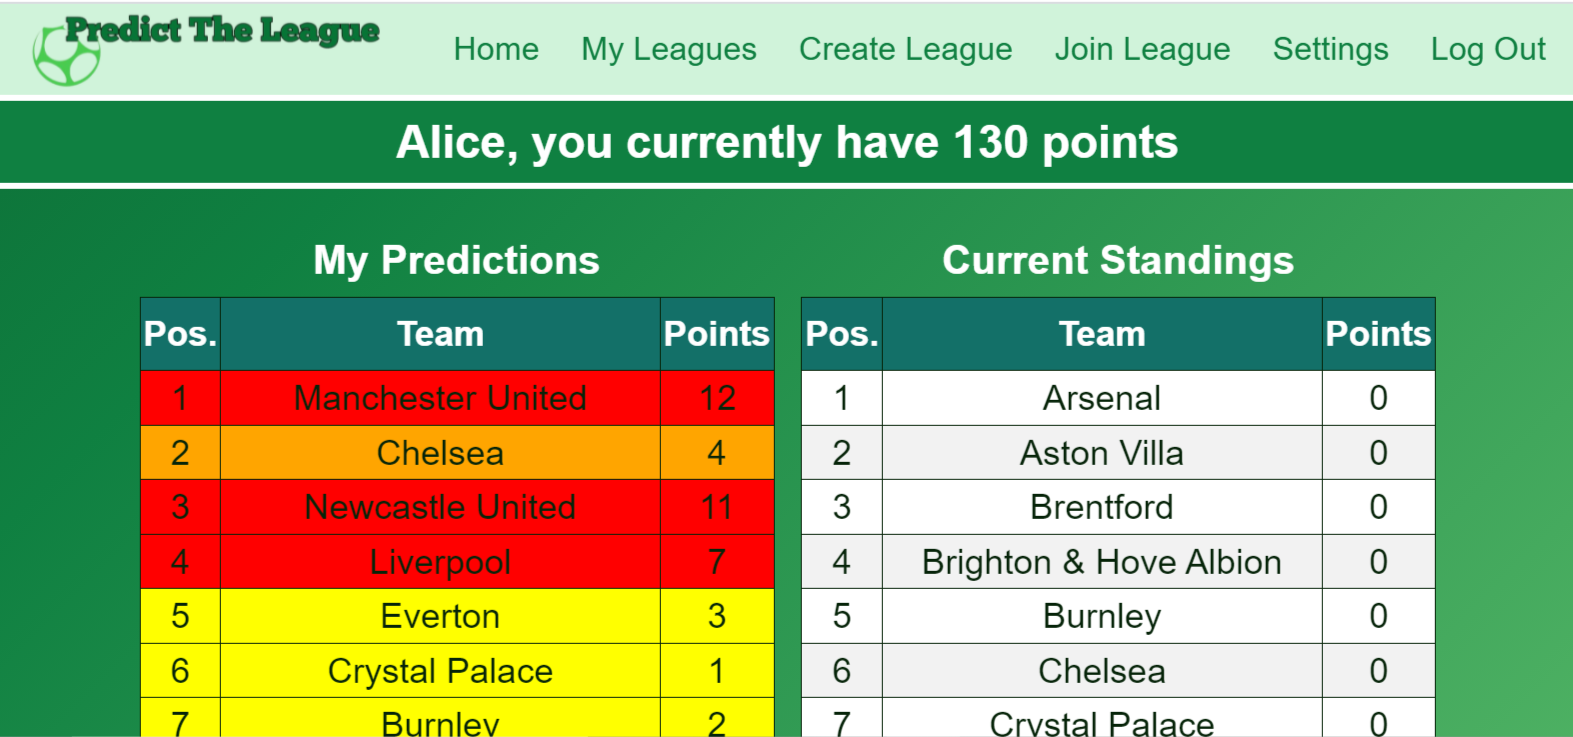 Predict The League
Home My Leagues Create League Join League Settings Log Out
Alice, you currently have 130 points
My Predictions
Pos. Team Points
1 Manchester United 12
2 Chelsea 4
3 Newcastle United 11
4 Liverpool 7
5 Everton 3
6 Crystal Palace 1
7 Burnley 2
Current Standings
Pos. Team Points
1 Arsenal 0
2 Aston Villa 0
3 Brentford 0
4 Brighton & Hove Albion 0
5 Burnley 0
6 Chelsea 0
7 Crystal Palace 0